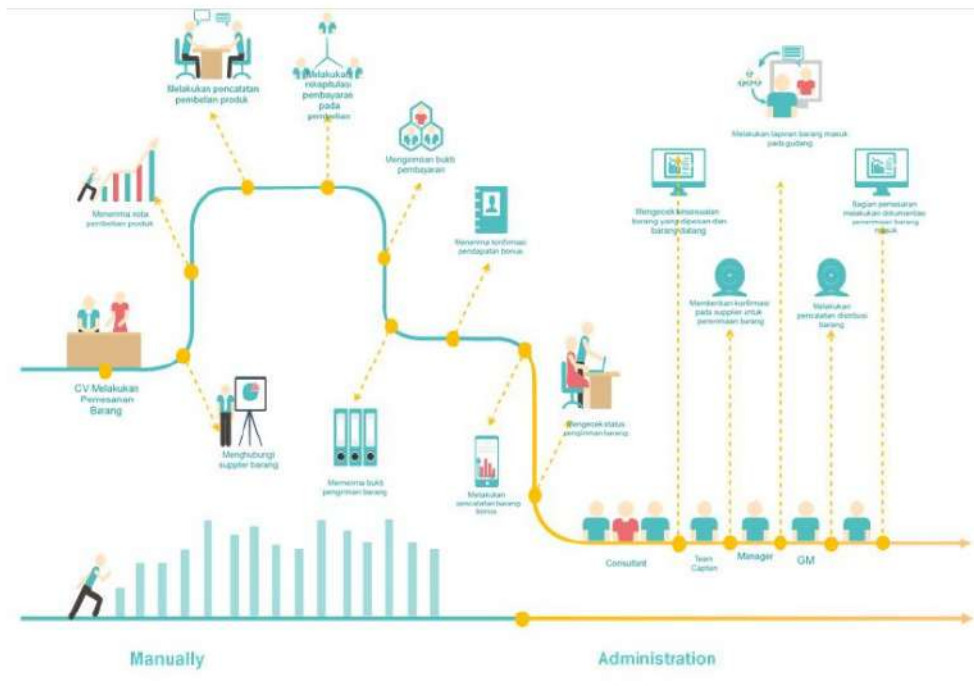 Melakukan pencatatan
pembelian produk
Melakukan
rekapitulasi
pembayaran
pada
pembelian
Mengirimkan bukti
pembayaran
Menerima nota
pembelian produk
Menerima konfirmasi
pendapatan bonus
CV Melakukan
Pemesanan
Barang
Menghubungi
supplier barang
Menerima bukti
pengiriman barang
Melakukan
pencatatan barang
bonus
Mengecek status
pengiriman barang
Mengecek kesesuaian
barang yang dipesan dan
barang datang
Memberikan konfirmasi
pada supplier untuk
penerimaan barang
Melakukan laporan barang masuk
pada gudang
Melakukan
pencatatan distribusi
barang
Bagian pemasaran
melakukan dokumentasi
penerimaan barang
masuk
Consultant
Team
Captan
Manager
GM
Manually
Administration